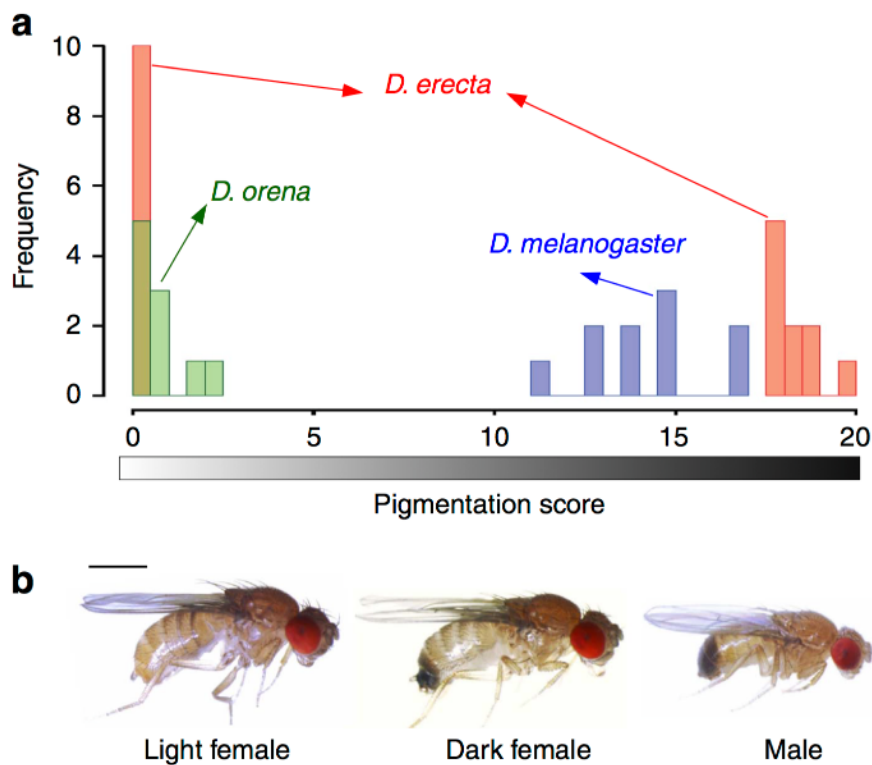 a
10
8
6
4
2
0
Frequency
D. erecta
D. orena
D. melanogaster
0 5 10 15 20
Pigmentation score
b
Light female Dark female Male